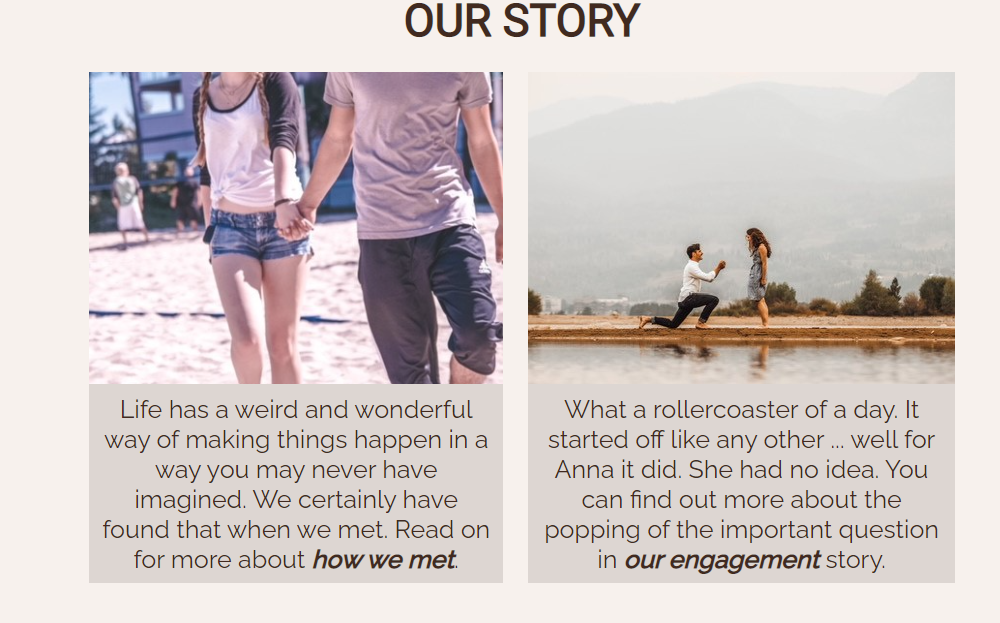 OUR STORY
Life has a weird and wonderful
way of making things happen in a
way you may never have
imagined. We certainly have
found that when we met. Read on
for more about how we met.
What a rollercoaster of a day. It
started off like any other ... well for
Anna it did. She had no idea. You
can find out more about the
popping of the important question
in our engagement story.